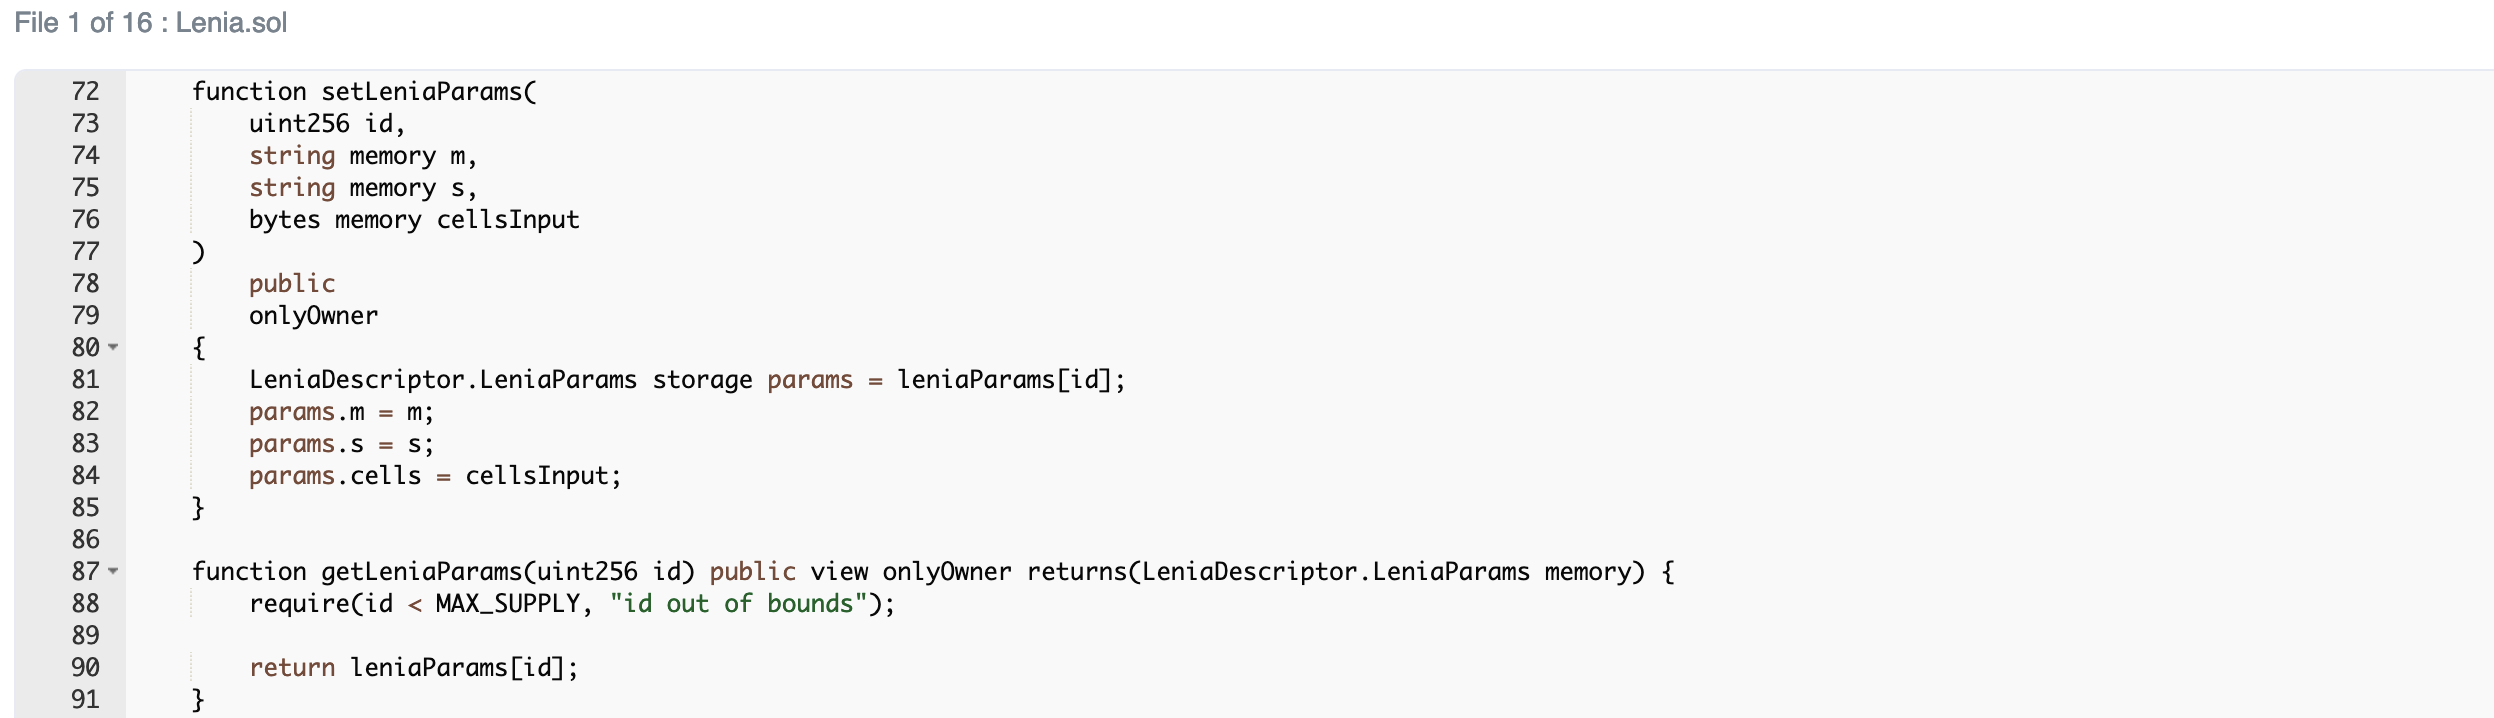 File 1 of 16 : Lenia.sol
72 function setLeniaParams(
73 uint256 id,
74 string memory m,
75 string memory s,
76 bytes memory cellsInput
77 )
78 public
79 onlyOwner
80 {
81 LeniaDescriptor.LeniaParams storage params = leniaParams[id];
82 params.m = m;
83 params.s = s;
84 params.cells = cellsInput;
85 }
86
87 function getLeniaParams(uint256 id) public view onlyOwner returns(LeniaDescriptor.LeniaParams memory) {
88 require(id < MAX_SUPPLY, "id out of bounds");
89
90 return leniaParams[id];
91 }